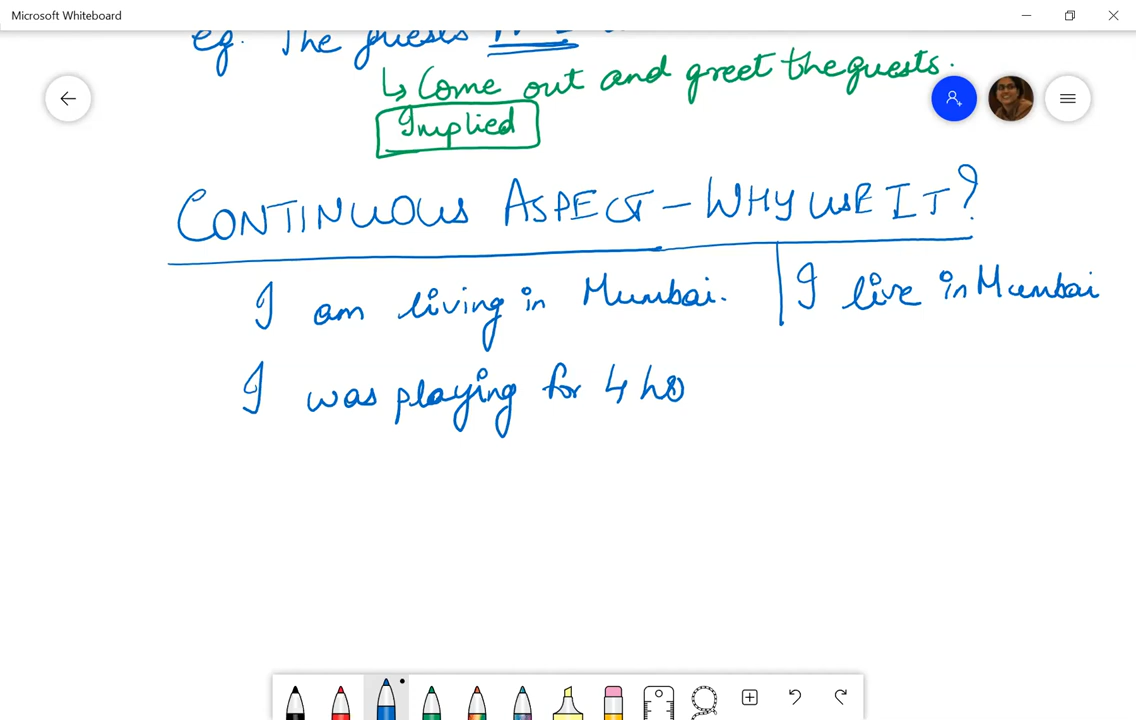 Microsoft Whiteboard
eg. The guests
↳ Come out and greet the guests.
Implied
CONTINUOUS ASPECT - WHY USE IT?
I am living in Mumbai. | I live in Mumbai
I was playing for 4 hrs